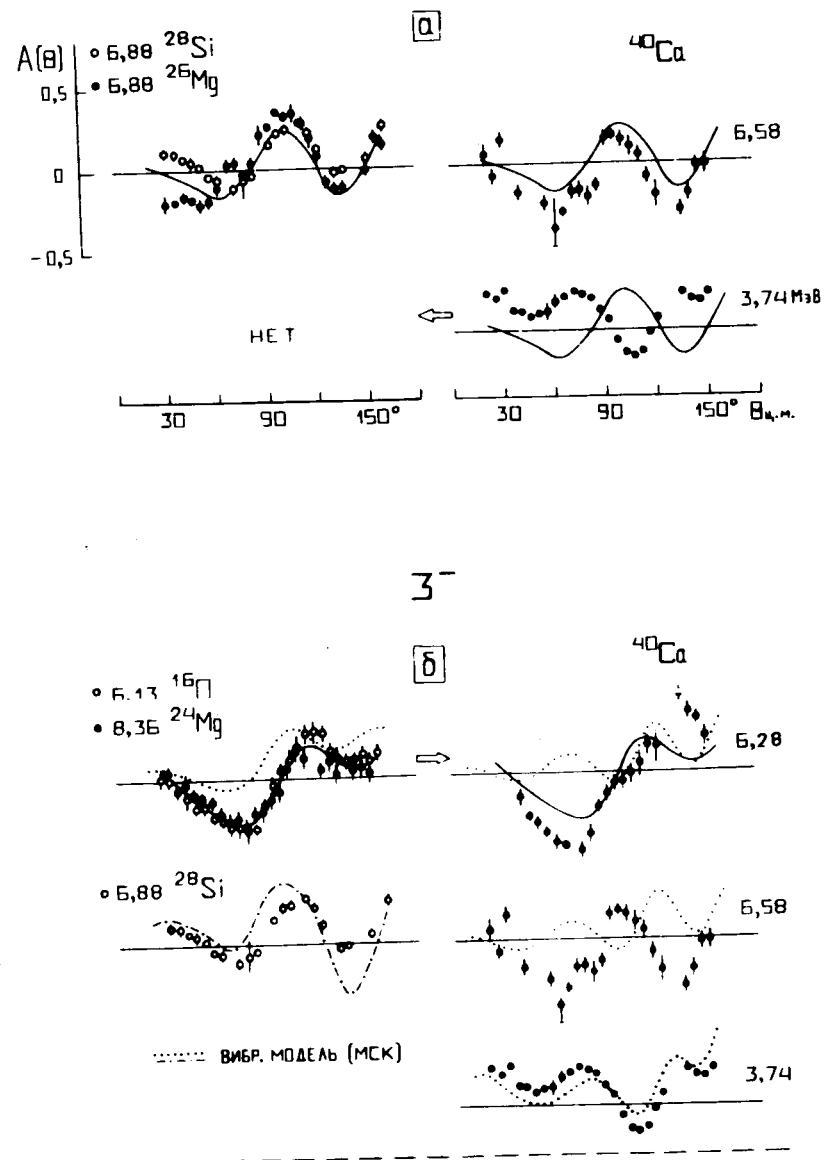 а
А(θ)
○ 6,88 ²⁸Si
● 6,88 ²⁶Mg
⁴⁰Ca
0,5
0
-0,5
6,58
3,74 МэВ
НЕТ
30 90 150°
30 90 150° θц.м.
3⁻
б
⁴⁰Ca
○ 6.13 ¹⁶П
● 8,36 ²⁴Mg
6,28
○ 6,88 ²⁸Si
6,58
ВИБР. МОДЕЛЬ (МСК)
3,74